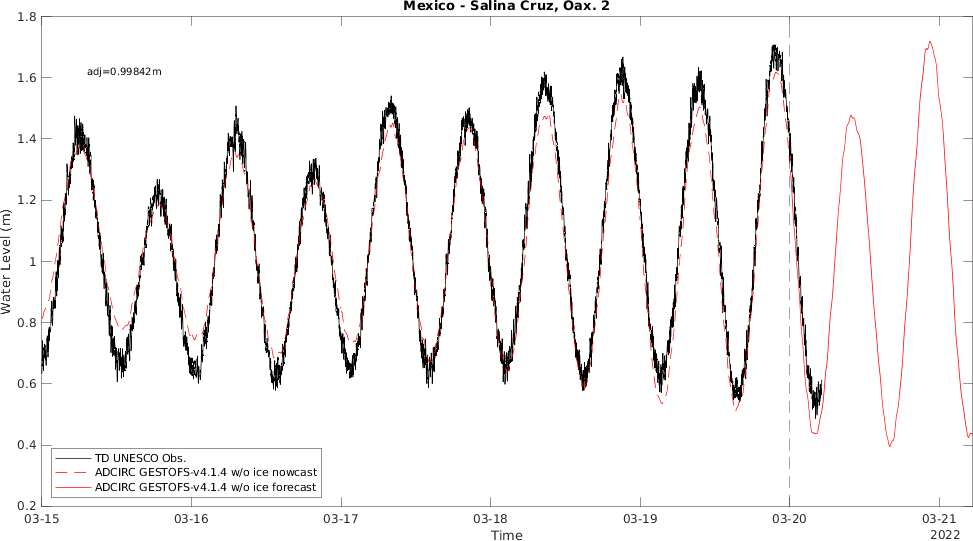 Mexico - Salina Cruz, Oax. 2
1.8
1.6
1.4
1.2
1
0.8
0.6
0.4
0.2
Water Level (m)
adj=0.99842m
TD UNESCO Obs.
ADCIRC GESTOFS-v4.1.4 w/o ice nowcast
ADCIRC GESTOFS-v4.1.4 w/o ice forecast
03-15 03-16 03-17 03-18 03-19 03-20 03-21
Time
2022